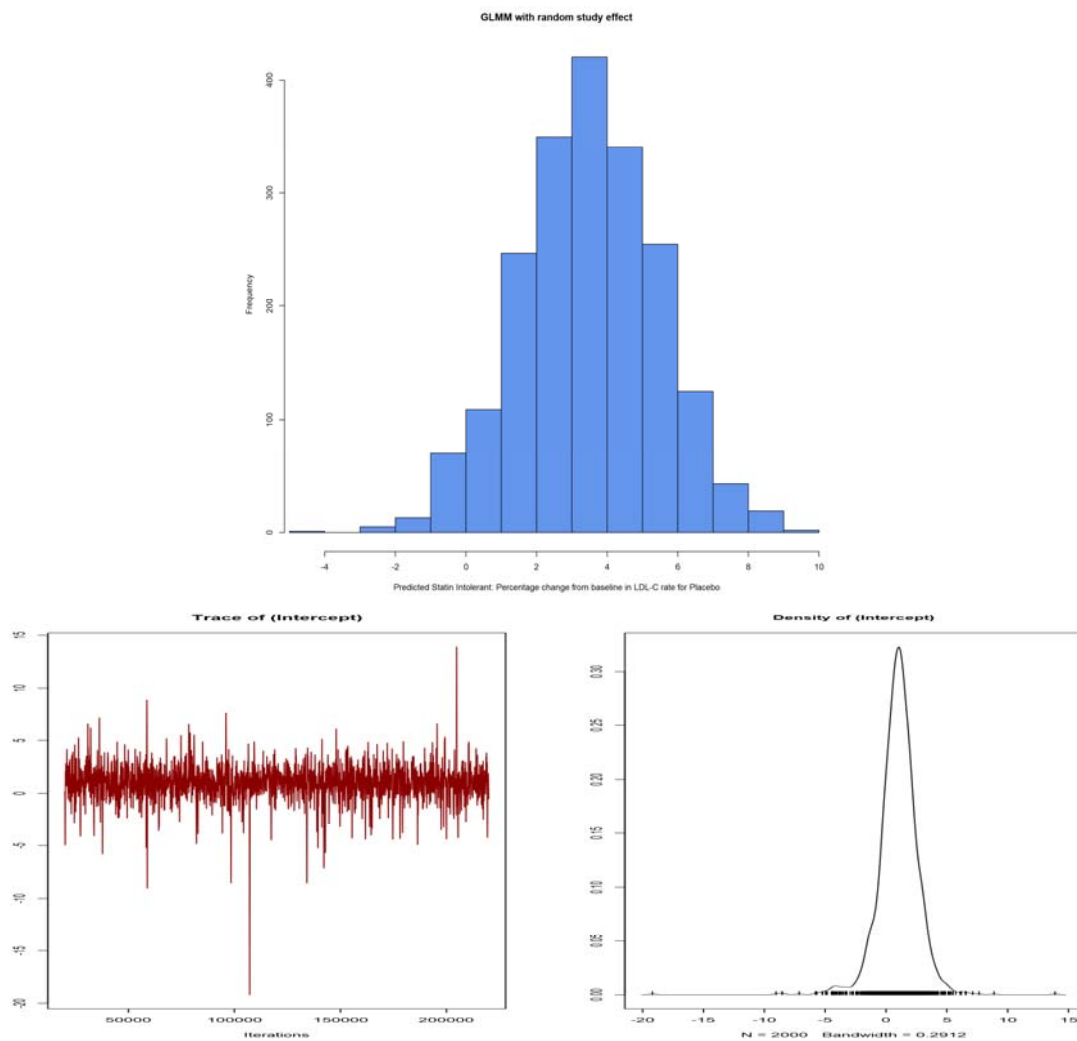 GLMM with random study effect
400
300
200
100
0
Frequency
-4 -2 0 2 4 6 8 10
Predicted Statin Intolerant: Percentage change from baseline in LDL-C rate for Placebo
Trace of (Intercept)
15
10
5
0
-5
-10
-15
-20
50000 100000 150000 200000
Iterations
Density of (Intercept)
0.30
0.25
0.20
0.15
0.10
0.05
0.00
-20 -15 -10 -5 0 5 10 15
N = 2000 Bandwidth = 0.2912